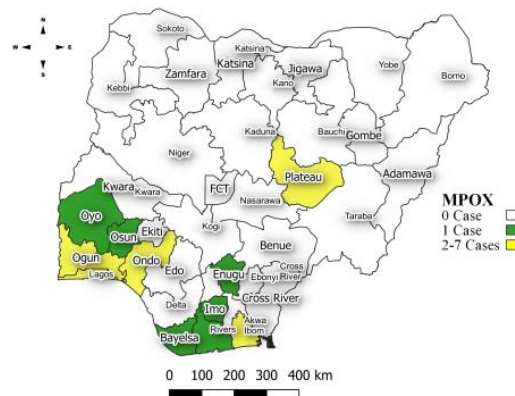 N
W E
S
Sokoto
Katsina
Zamfara
Katsina
Jigawa
Yobe
Borno
Kebbi
Kano
Kaduna
Bauchi
Gombe
Niger
Plateau
Adamawa
FCT
Kwara
Kwara
Nasarawa
Taraba
Oyo
Kogi
Osun
Ekiti
Benue
Ogun
Ondo
Edo
Enugu
Ebonyi
Cross
River
Lagos
Delta
Imo
Cross River
Bayelsa
Rivers
Akwa
Ibom
MPOX
0 Case
1 Case
2-7 Cases
0 100 200 300 400 km